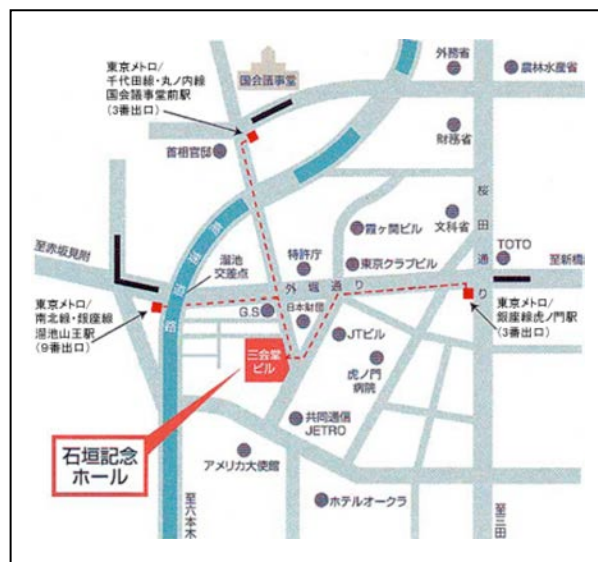 東京メトロ/
千代田線・丸ノ内線
国会議事堂前駅
(3番出口)
国会議事堂
外務省
農林水産省
首相官邸
財務省
桜田通り
至赤坂見附
溜池
交差点
特許庁
霞ヶ関ビル
文科省
東京クラブビル
TOTO
至新橋
外堀通り
東京メトロ/
南北線・銀座線
溜池山王駅
(9番出口)
G.S
日本財団
東京メトロ/
銀座線虎ノ門駅
(3番出口)
JTビル
三会堂
ビル
虎ノ門
病院
共同通信
JETRO
石垣記念
ホール
アメリカ大使館
ホテルオークラ
至六本木
至三田